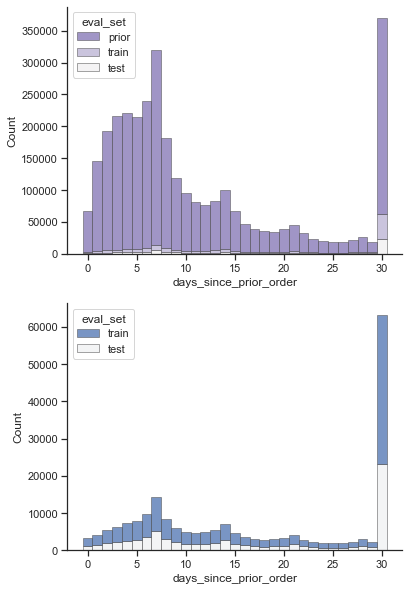 eval_set
prior
train
test
350000
300000
250000
200000
150000
100000
50000
0
Count
0 5 10 15 20 25 30
days_since_prior_order
eval_set
train
test
60000
50000
40000
30000
20000
10000
0
Count
0 5 10 15 20 25 30
days_since_prior_order